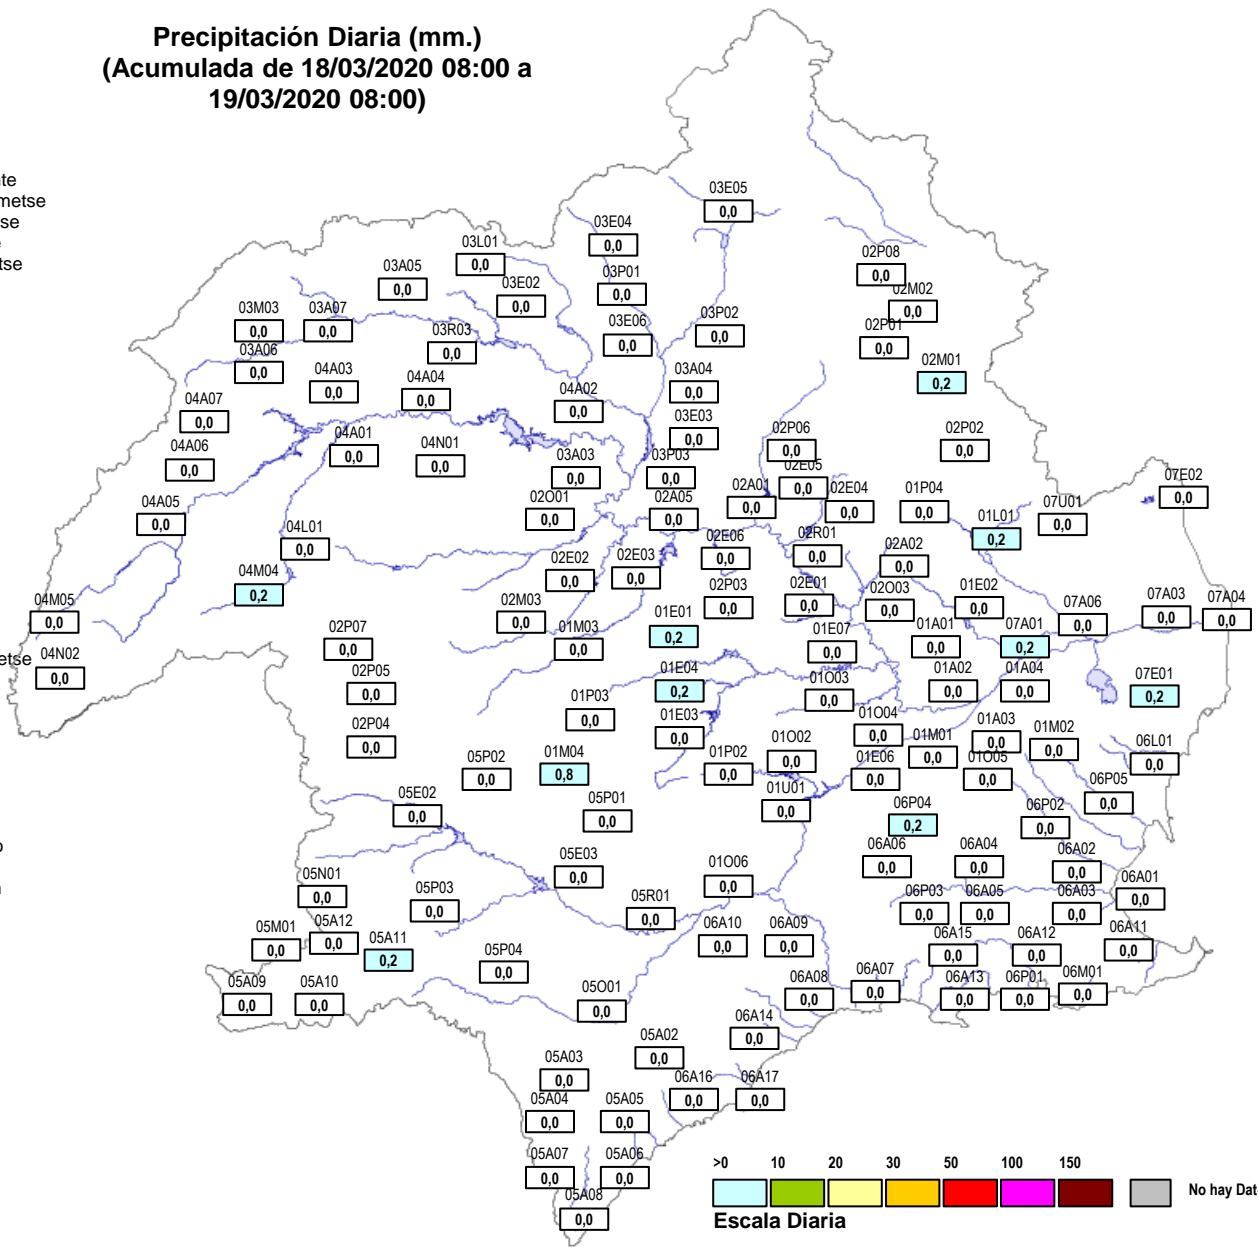 Precipitación Diaria (mm.)
(Acumulada de 18/03/2020 08:00 a
19/03/2020 08:00)
te
metse
se
tse
03E05
0,0
03E04
0,0
03L01
0,0
02P08
0,0
03A05
0,0
03P01
0,0
03E02
0,0
02M02
0,0
03M03
0,0
03A07
0,0
03P02
0,0
03E06
0,0
03R03
0,0
02P01
0,0
03A06
0,0
02M01
0,2
04A03
0,0
04A04
0,0
03A04
0,0
04A02
0,0
04A07
0,0
03E03
0,0
04A01
0,0
04N01
0,0
02P06
0,0
02P02
0,0
04A06
0,0
03A03
0,0
03P03
0,0
02E05
0,0
07E02
0,0
02A01
0,0
02E04
0,0
01P04
0,0
04A05
0,0
02O01
0,0
02A05
0,0
07U01
0,0
01L01
0,2
04L01
0,0
02E06
0,0
02R01
0,0
02A02
0,0
02E02
0,0
02E03
0,0
04M04
0,2
02P03
0,0
02E01
0,0
02O03
0,0
01E02
0,0
07A03
0,0
07A04
0,0
04M05
0,0
02M03
0,0
01E01
0,2
07A06
0,0
02P07
0,0
01M03
0,0
01E07
0,0
01A01
0,0
07A01
0,2
etse
04N02
0,0
02P05
0,0
01E04
0,2
01O03
0,0
01A02
0,0
01A04
0,0
07E01
0,2
01P03
0,0
02P04
0,0
01E03
0,0
01O04
0,0
01A03
0,0
01M02
0,0
05P02
0,0
01M04
0,8
01P02
0,0
01O02
0,0
01M01
0,0
01E06
0,0
01O05
0,0
06L01
0,0
05E02
0,0
05P01
0,0
01U01
0,0
06P04
0,2
06P02
0,0
06P05
0,0
o
05E03
0,0
01O06
0,0
06A06
0,0
06A04
0,0
06A02
0,0
05N01
0,0
05P03
0,0
05R01
0,0
06P03
0,0
06A05
0,0
06A03
0,0
06A01
0,0
05M01
0,0
05A12
0,0
05A11
0,2
05P04
0,0
06A10
0,0
06A09
0,0
06A15
0,0
06A12
0,0
06A11
0,0
05A09
0,0
05A10
0,0
05O01
0,0
06A08
0,0
06A07
0,0
06A13
0,0
06P01
0,0
06M01
0,0
05A02
0,0
06A14
0,0
05A03
0,0
06A16
0,0
06A17
0,0
05A04
0,0
05A05
0,0
05A07
0,0
05A06
0,0
05A08
0,0
>0 10 20 30 50 100 150
No hay Dat
Escala Diaria